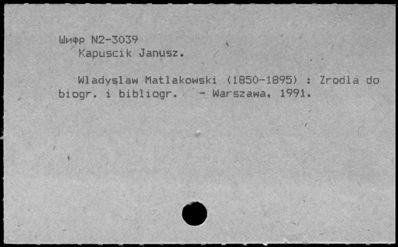 Шифр N2-3039
Kapuscik Janusz.
Wladyslaw Matlakowski (1850-1895) : Zrodla do
biogr. i bibliogr. - Warszawa, 1991.